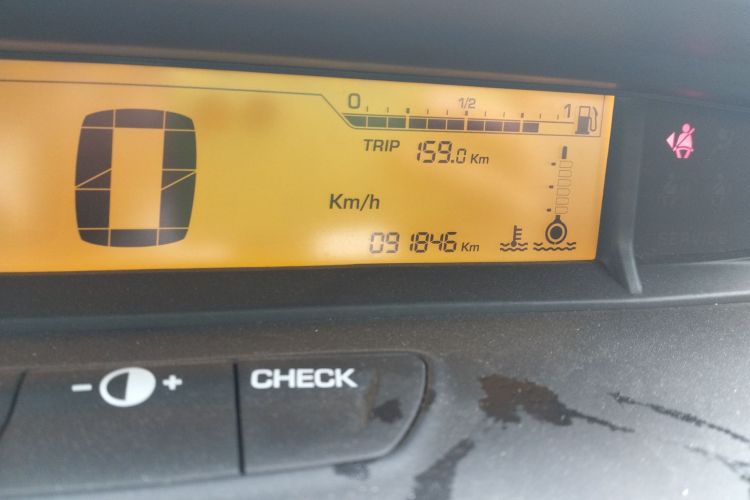 0 1/2 1
TRIP 159.0 Km
0
Km/h
091846 Km
- +
CHECK